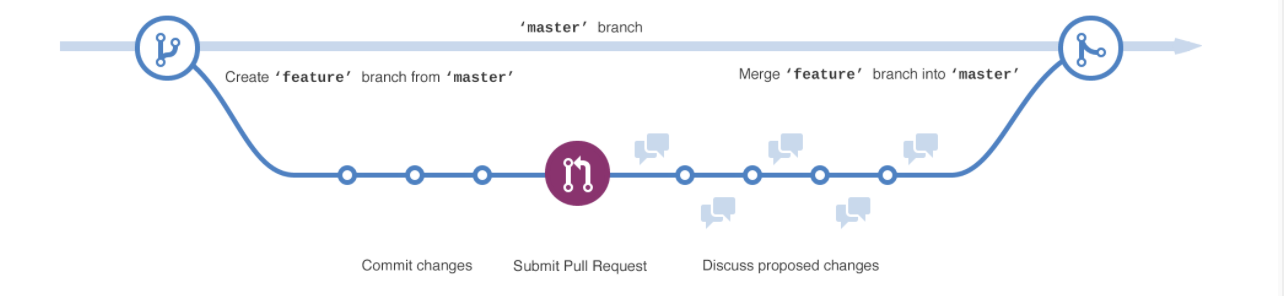 ‘master’ branch
Create ‘feature’ branch from ‘master’
Merge ‘feature’ branch into ‘master’
Commit changes
Submit Pull Request
Discuss proposed changes